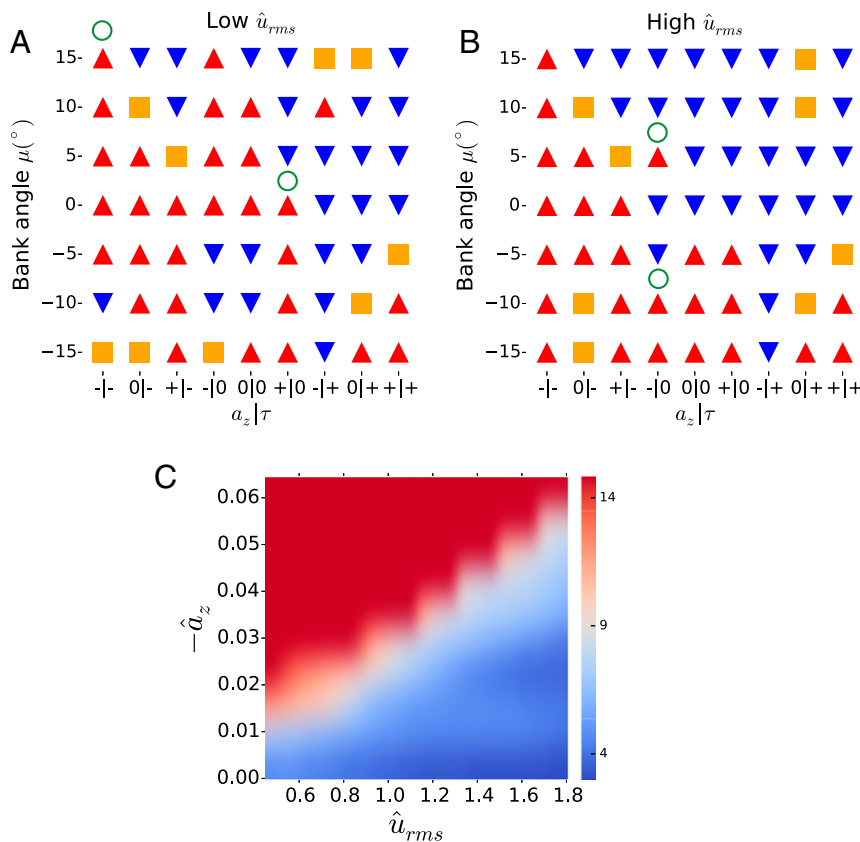 A
Low û_rms
Bank angle μ(°)
15-
10-
5-
0-
−5-
−10-
−15-
-|- 0|- +|- -|0 0|0 +|0 -|+ 0|+ +|+
a_z|τ
B
High û_rms
Bank angle μ(°)
15-
10-
5-
0-
−5-
−10-
−15-
-|- 0|- +|- -|0 0|0 +|0 -|+ 0|+ +|+
a_z|τ
C
−â_z
0.06
0.05
0.04
0.03
0.02
0.01
0.00
0.6 0.8 1.0 1.2 1.4 1.6 1.8
û_rms
14
9
4